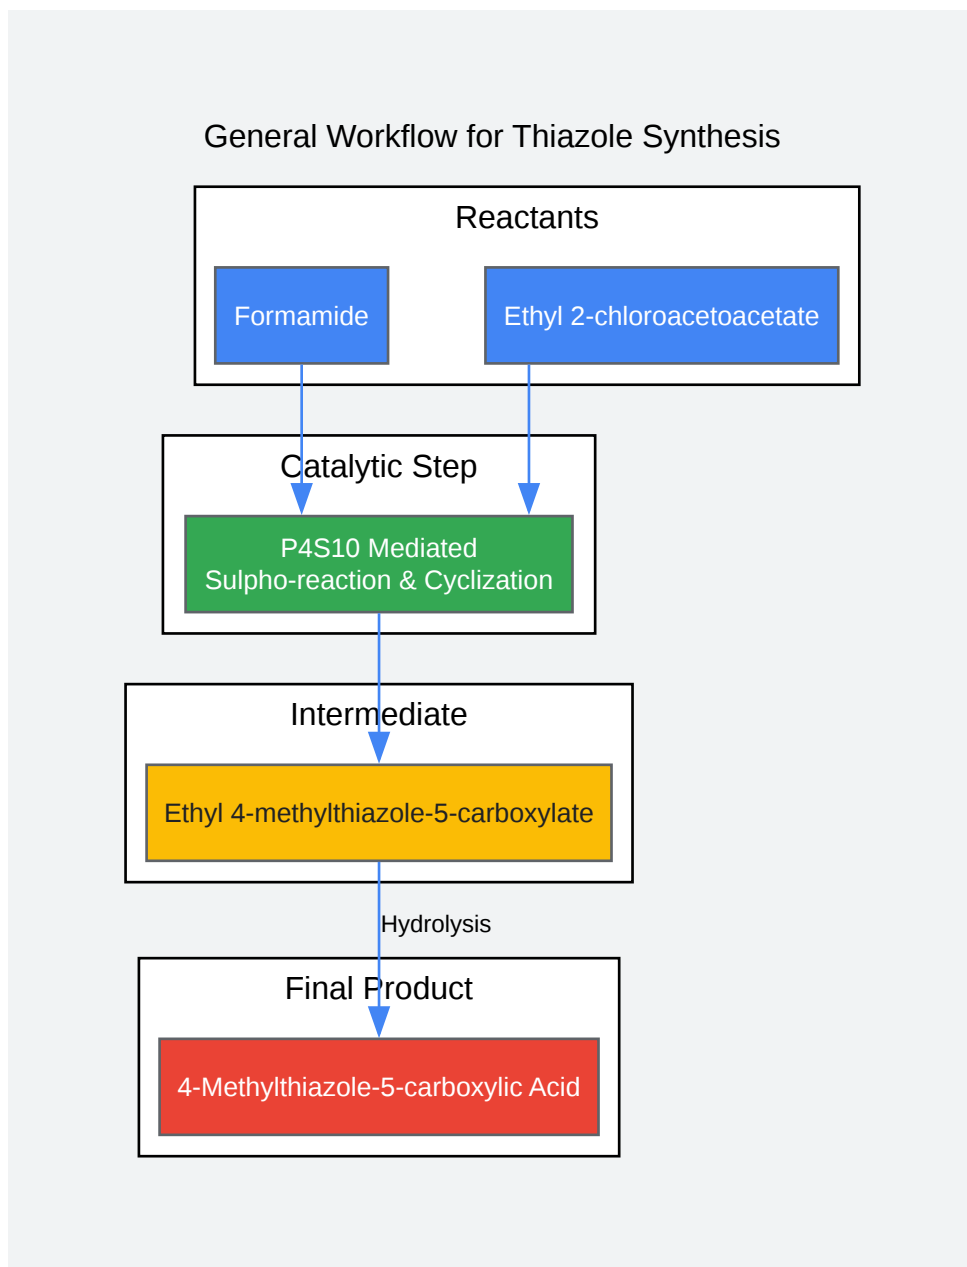 General Workflow for Thiazole Synthesis
Reactants
Formamide
Ethyl 2-chloroacetoacetate
Catalytic Step
P4S10 Mediated
Sulpho-reaction & Cyclization
Intermediate
Ethyl 4-methylthiazole-5-carboxylate
Hydrolysis
Final Product
4-Methylthiazole-5-carboxylic Acid